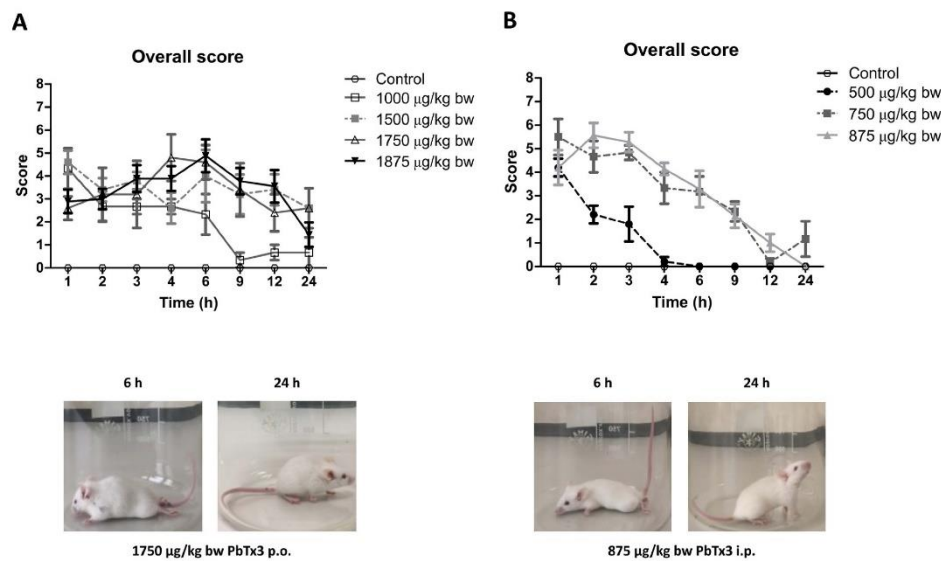 A
Overall score
Control
1000 µg/kg bw
1500 µg/kg bw
1750 µg/kg bw
1875 µg/kg bw
8
7
6
5
4
3
2
1
0
Score
1 2 3 4 6 9 12 24
Time (h)
B
Overall score
Control
500 µg/kg bw
750 µg/kg bw
875 µg/kg bw
8
7
6
5
4
3
2
1
0
Score
1 2 3 4 6 9 12 24
Time (h)
6 h
24 h
1750 µg/kg bw PbTx3 p.o.
6 h
24 h
875 µg/kg bw PbTx3 i.p.